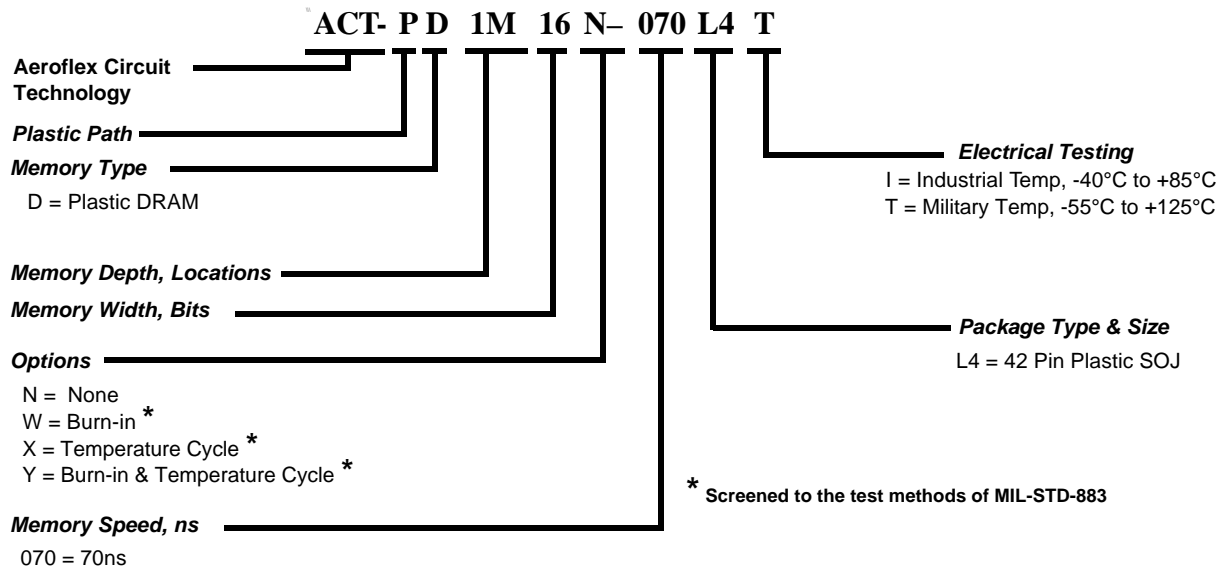 ACT- P D 1M 16 N– 070 L4 T
Aeroflex Circuit
Technology
Plastic Path
Memory Type
D = Plastic DRAM
Memory Depth, Locations
Memory Width, Bits
Options
N = None
W = Burn-in *
X = Temperature Cycle *
Y = Burn-in & Temperature Cycle *
Memory Speed, ns
070 = 70ns
Electrical Testing
I = Industrial Temp, -40°C to +85°C
T = Military Temp, -55°C to +125°C
Package Type & Size
L4 = 42 Pin Plastic SOJ
* Screened to the test methods of MIL-STD-883